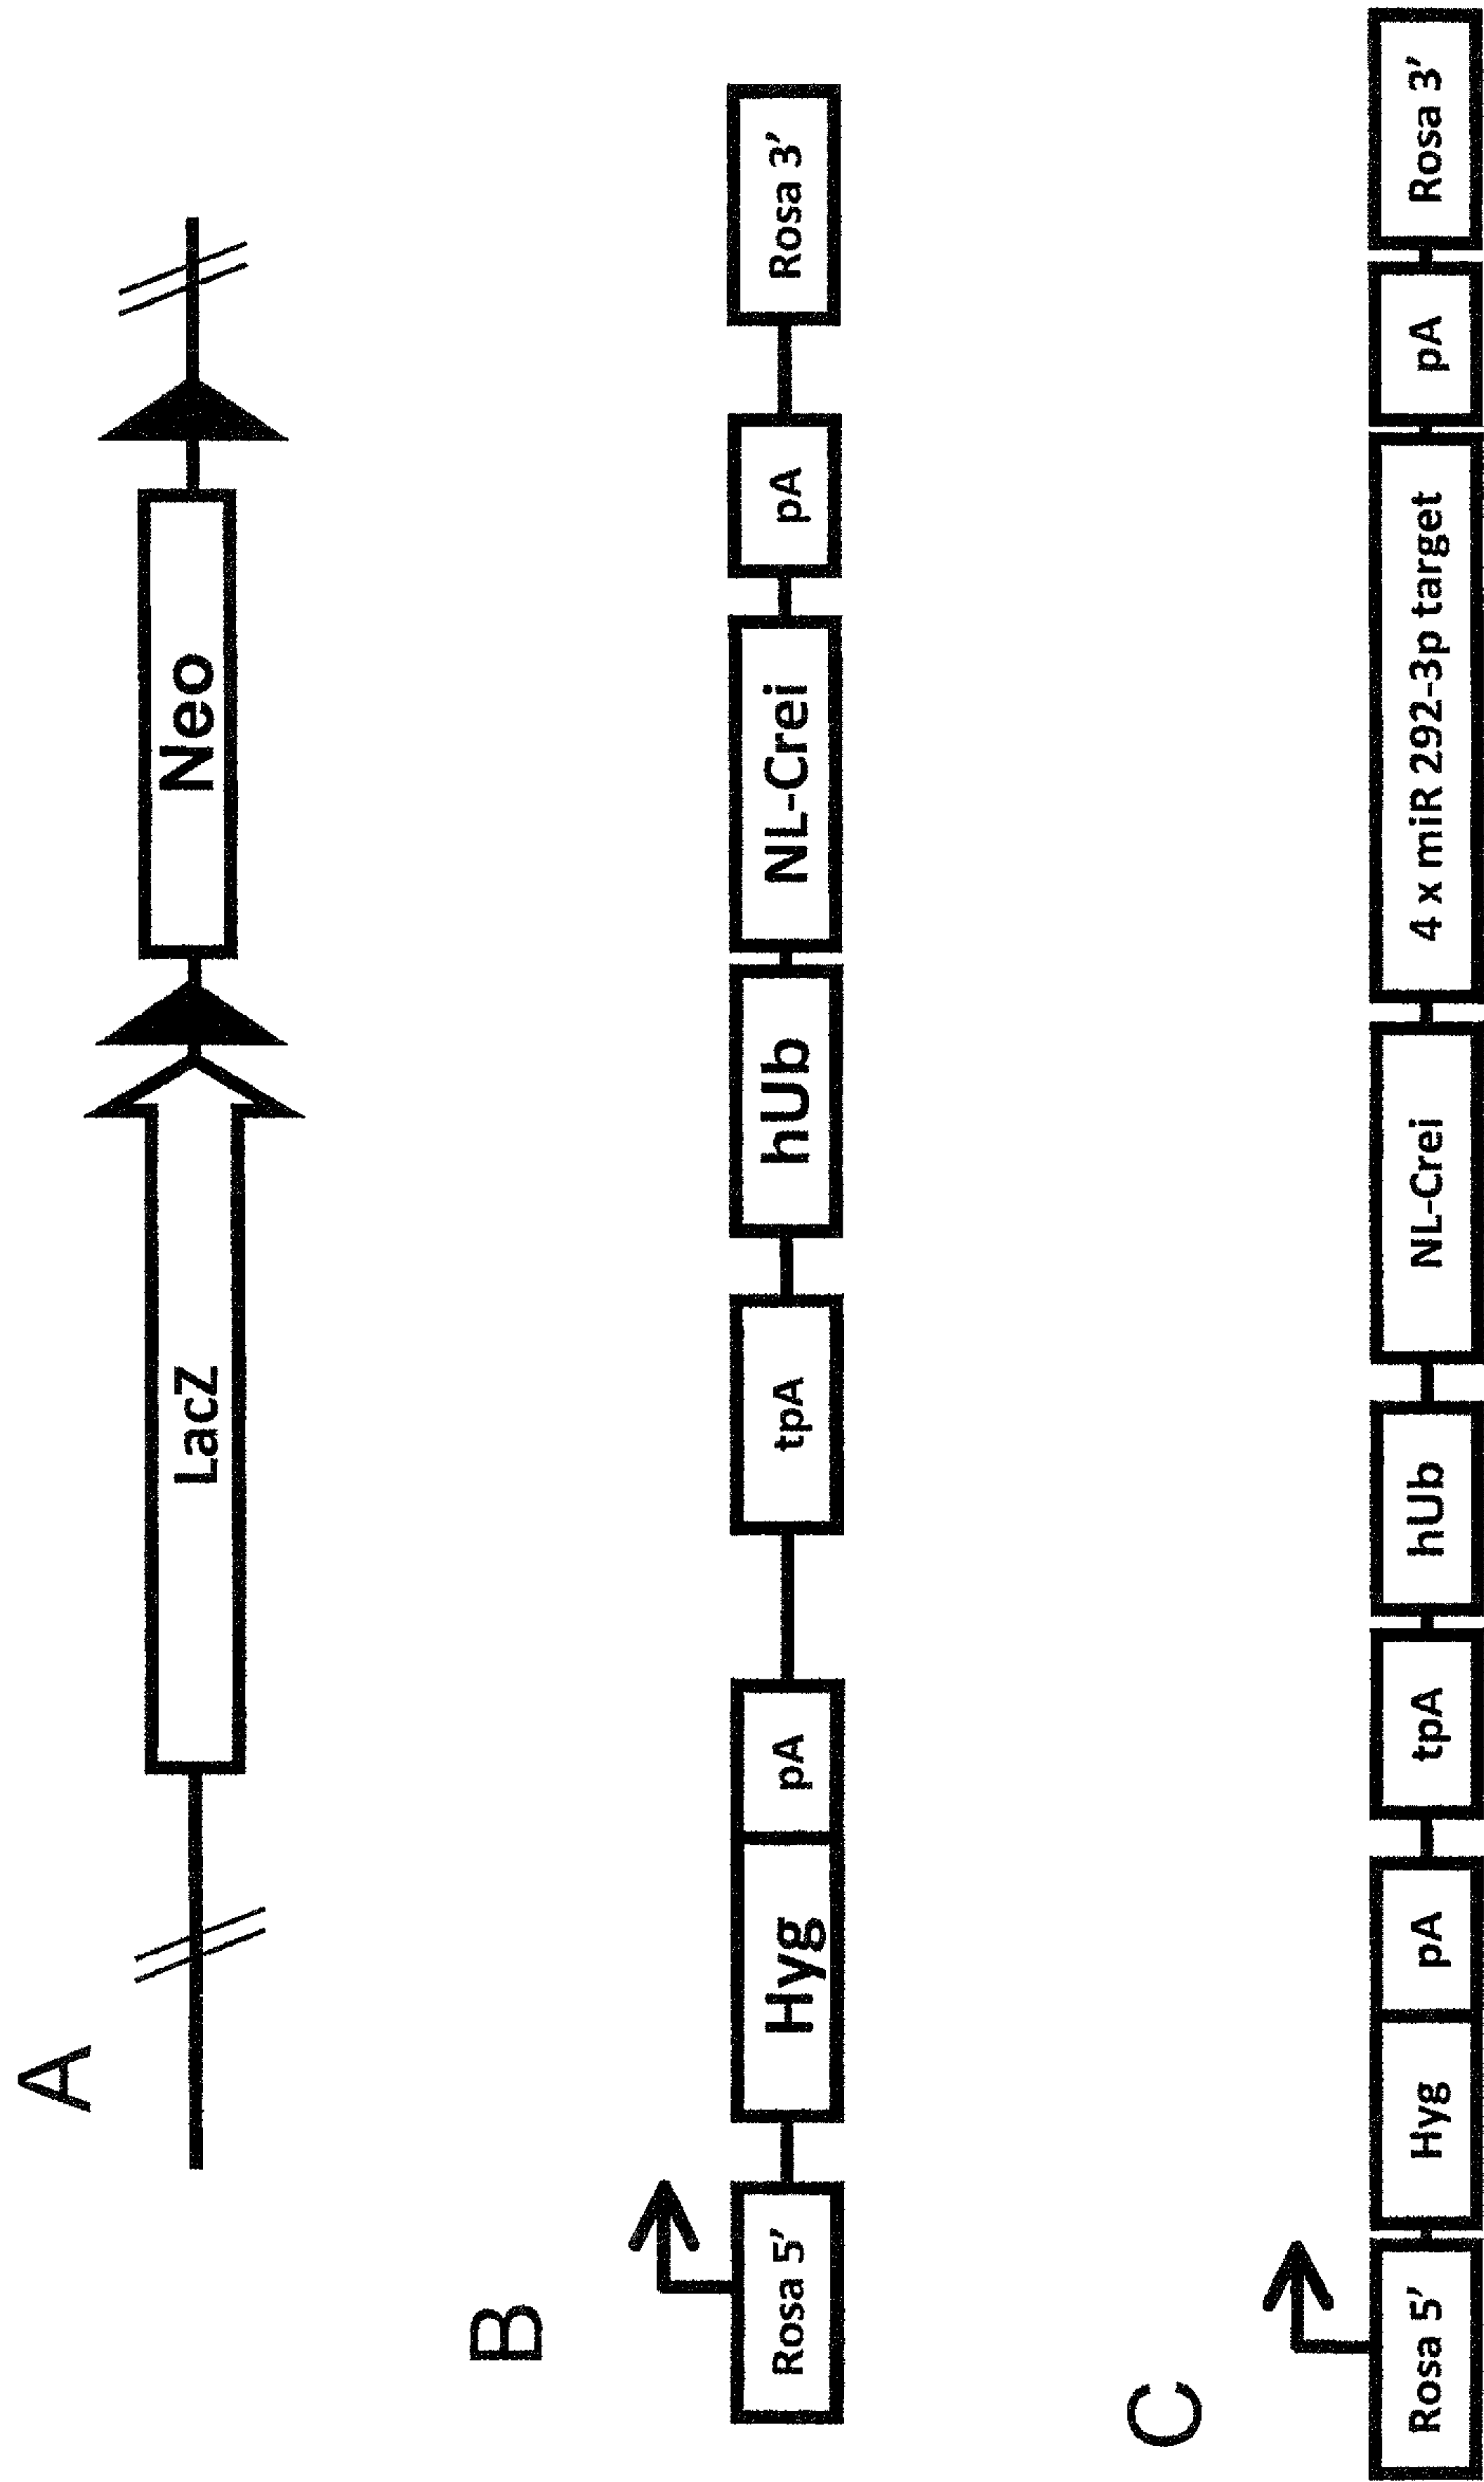 A
LacZ Neo
B
Rosa 5' Hyg pA tpA hUb NL-Crei pA Rosa 3'
C
Rosa 5' Hyg pA tpA hUb NL-Crei 4 x miR 292-3p target pA Rosa 3'